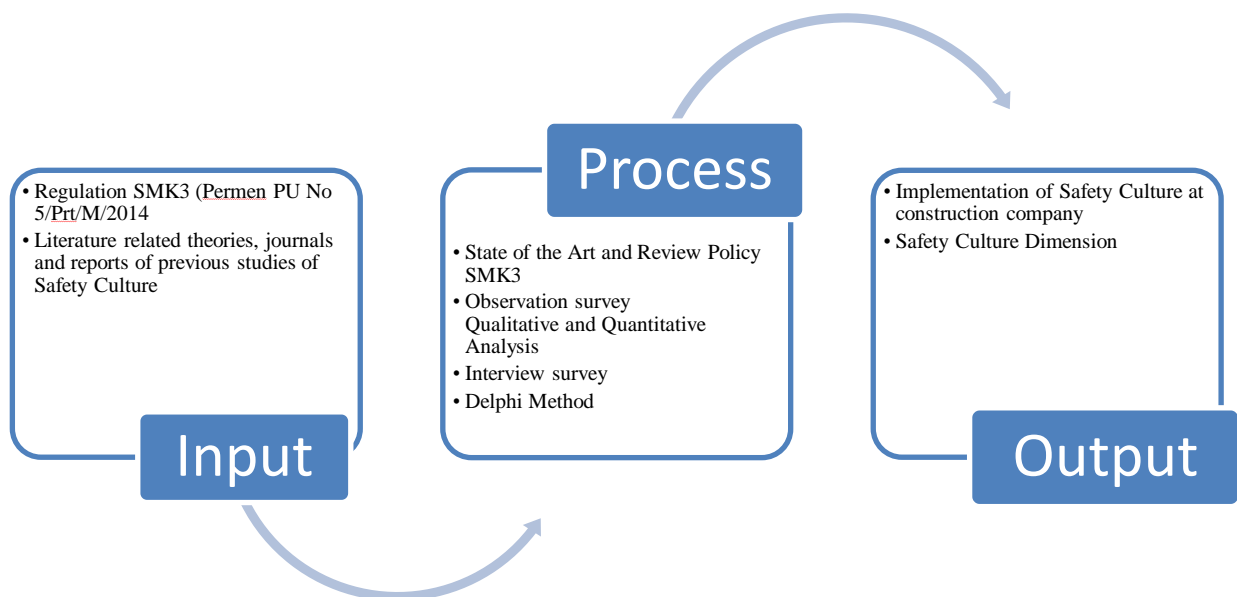 • Regulation SMK3 (Permen PU No
5/Prt/M/2014
• Literature related theories, journals
and reports of previous studies of
Safety Culture
Input
Process
• State of the Art and Review Policy
SMK3
• Observation survey
Qualitative and Quantitative
Analysis
• Interview survey
• Delphi Method
• Implementation of Safety Culture at
construction company
• Safety Culture Dimension
Output